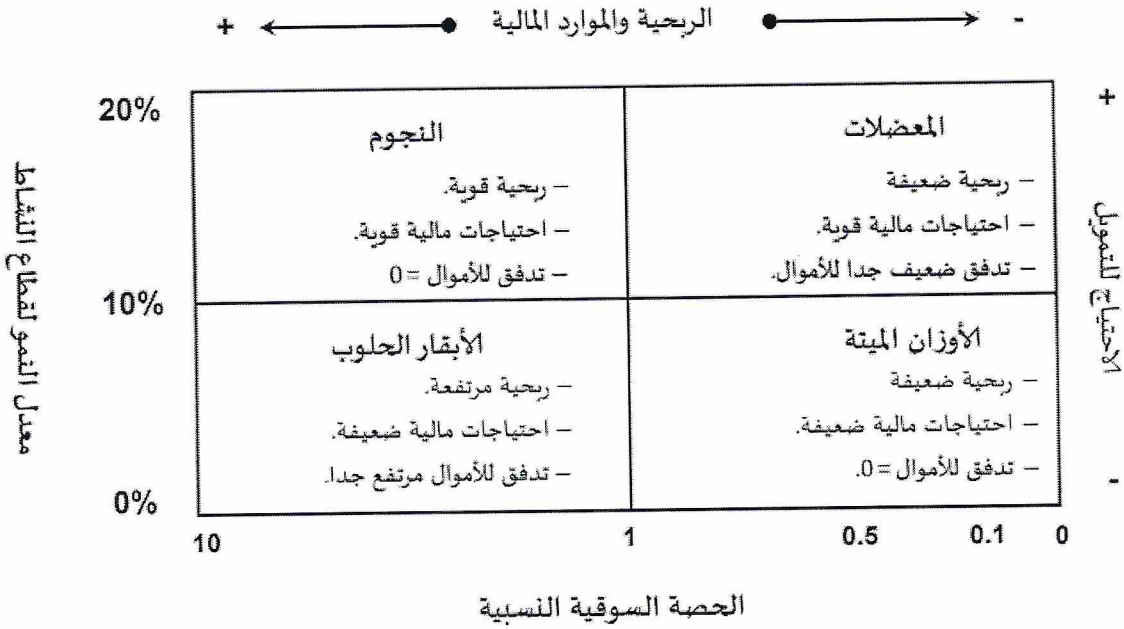 + الربحية والموارد المالية -
معدل النمو لقطاع النشاط
20%
10%
0%
المعضلات
– ربحية ضعيفة
– احتياجات مالية قوية.
– تدفق ضعيف جدا للأموال.
النجوم
– ربحية قوية.
– احتياجات مالية قوية.
– تدفق للأموال = 0
الأوزان الميتة
– ربحية ضعيفة
– احتياجات مالية ضعيفة.
– تدفق للأموال = 0.
الأبقار الحلوب
– ربحية مرتفعة.
– احتياجات مالية ضعيفة.
– تدفق للأموال مرتفع جدا.
+
الاحتياج للتمويل
-
10 1 0.5 0.1 0
الحصة السوقية النسبية